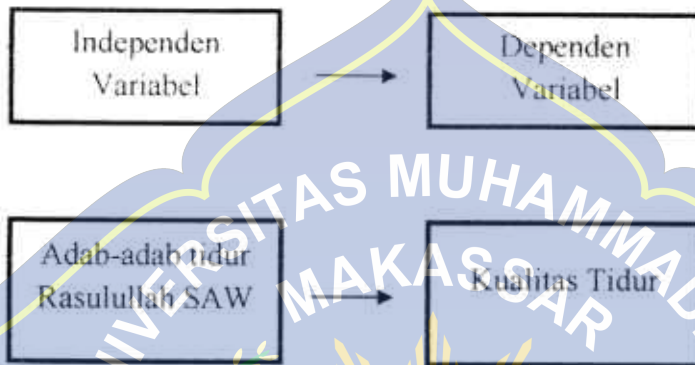 Independen
Variabel
Dependen
Variabel
Adab-adab tidur
Rasulullah SAW
Kualitas Tidur
UNIVERSITAS MUHAMMAD
MAKASSAR